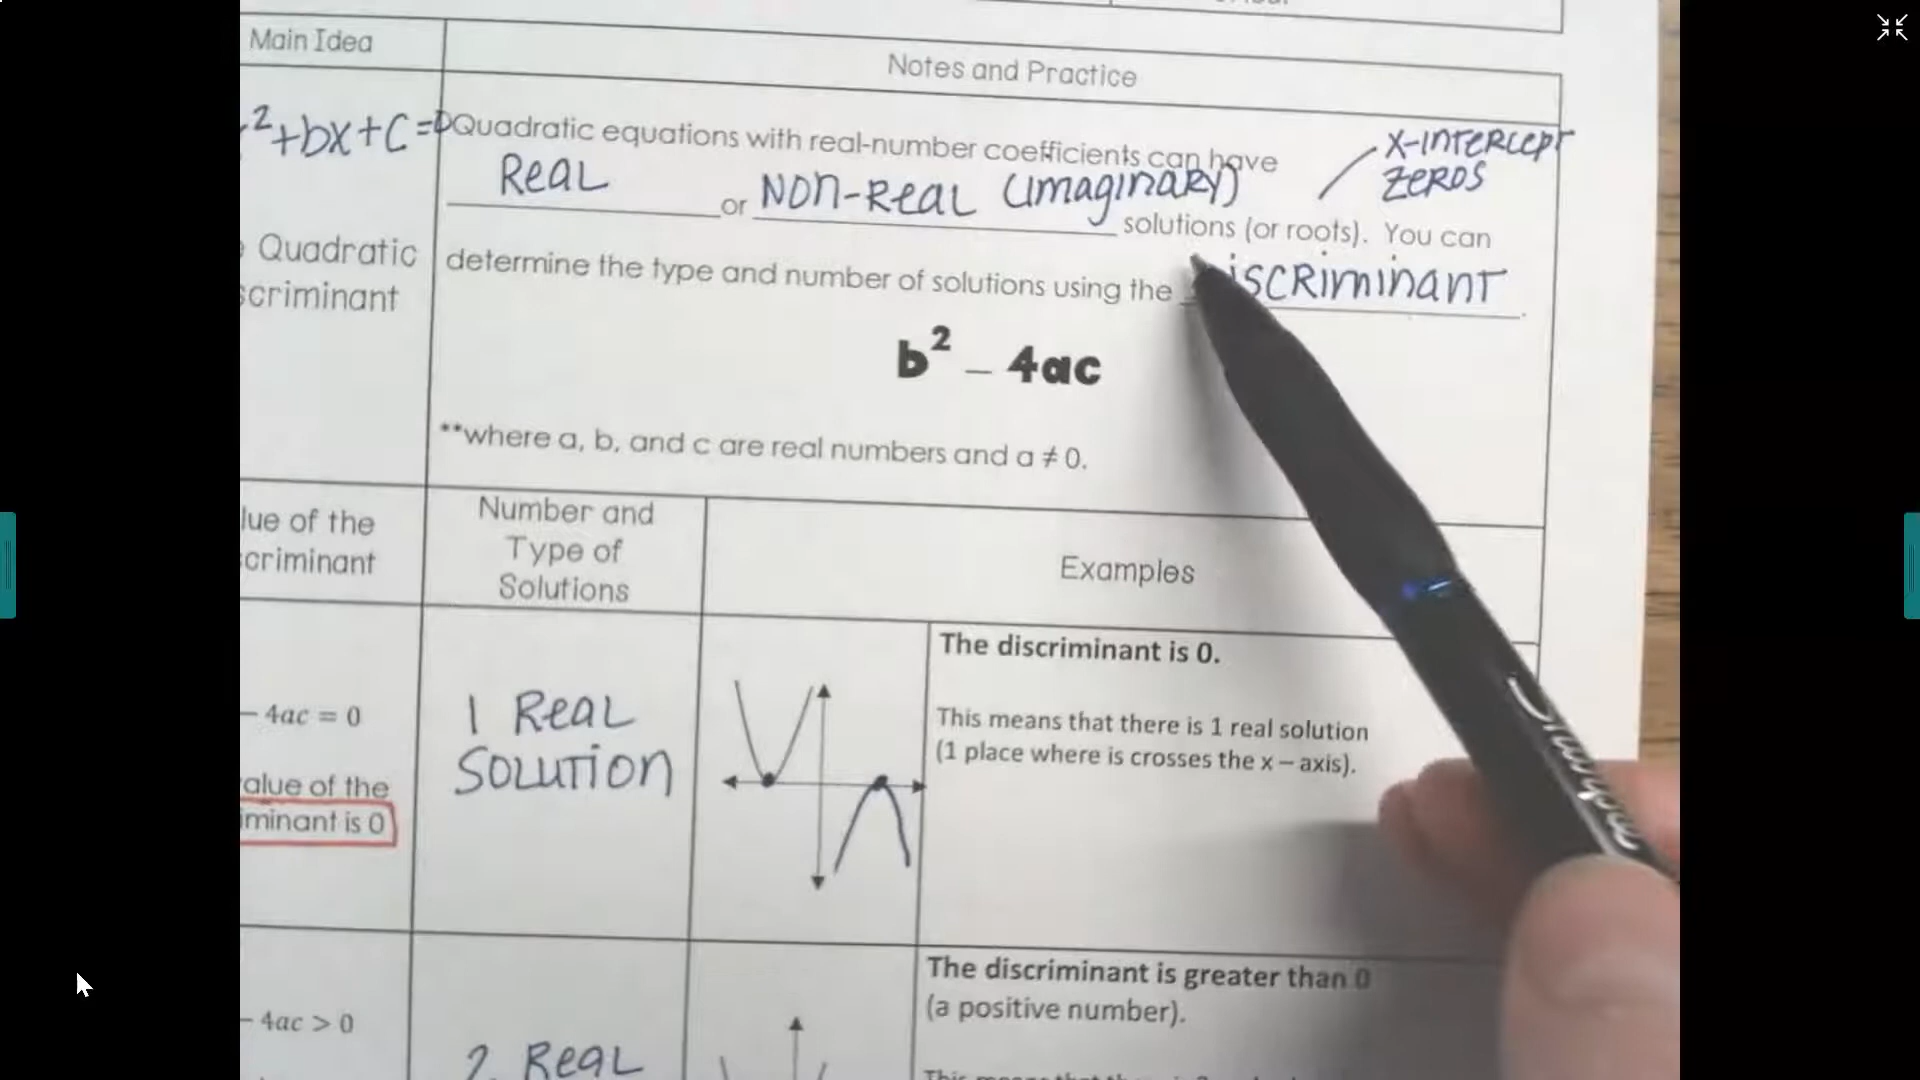 Main Idea
Notes and Practice
²+bx+c=0
Quadratic equations with real-number coefficients can have
Real or Non-Real (imaginary) solutions (or roots). You can
x-intercept
zeros
Quadratic
scriminant
determine the type and number of solutions using the Discriminant.
b² – 4ac
**where a, b, and c are real numbers and a ≠ 0.
lue of the
criminant
Number and
Type of
Solutions
Examples
– 4ac = 0
alue of the
iminant is 0
1 Real
Solution
The discriminant is 0.
This means that there is 1 real solution
(1 place where is crosses the x – axis).
Sharpie
– 4ac > 0
2 Real
The discriminant is greater than 0
(a positive number).